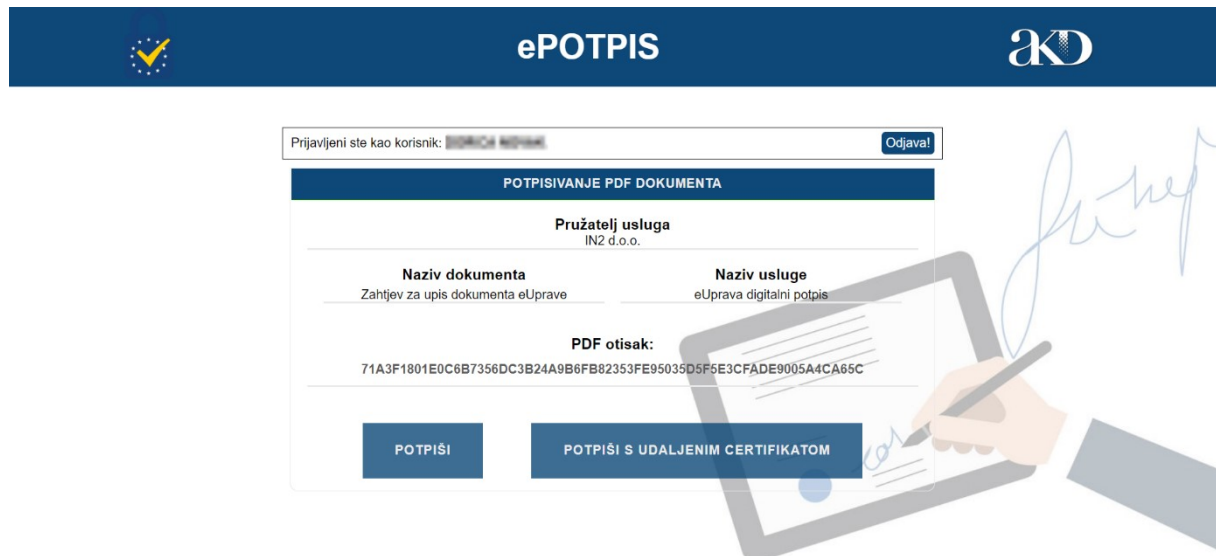 ePOTPIS
akd
Prijavljeni ste kao korisnik:
Odjava!
POTPISIVANJE PDF DOKUMENTA
Pružatelj usluga
IN2 d.o.o.
Naziv dokumenta
Naziv usluge
Zahtjev za upis dokumenta eUprave
eUprava digitalni potpis
PDF otisak:
71A3F1801E0C6B7356DC3B24A9B6FB82353FE95035D5F5E3CFADE9005A4CA65C
POTPIŠI
POTPIŠI S UDALJENIM CERTIFIKATOM